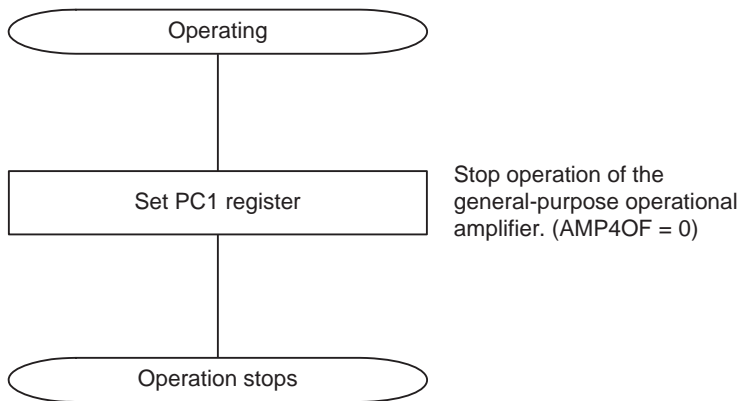 Operating
Set PC1 register
Stop operation of the
general-purpose operational
amplifier. (AMP4OF = 0)
Operation stops